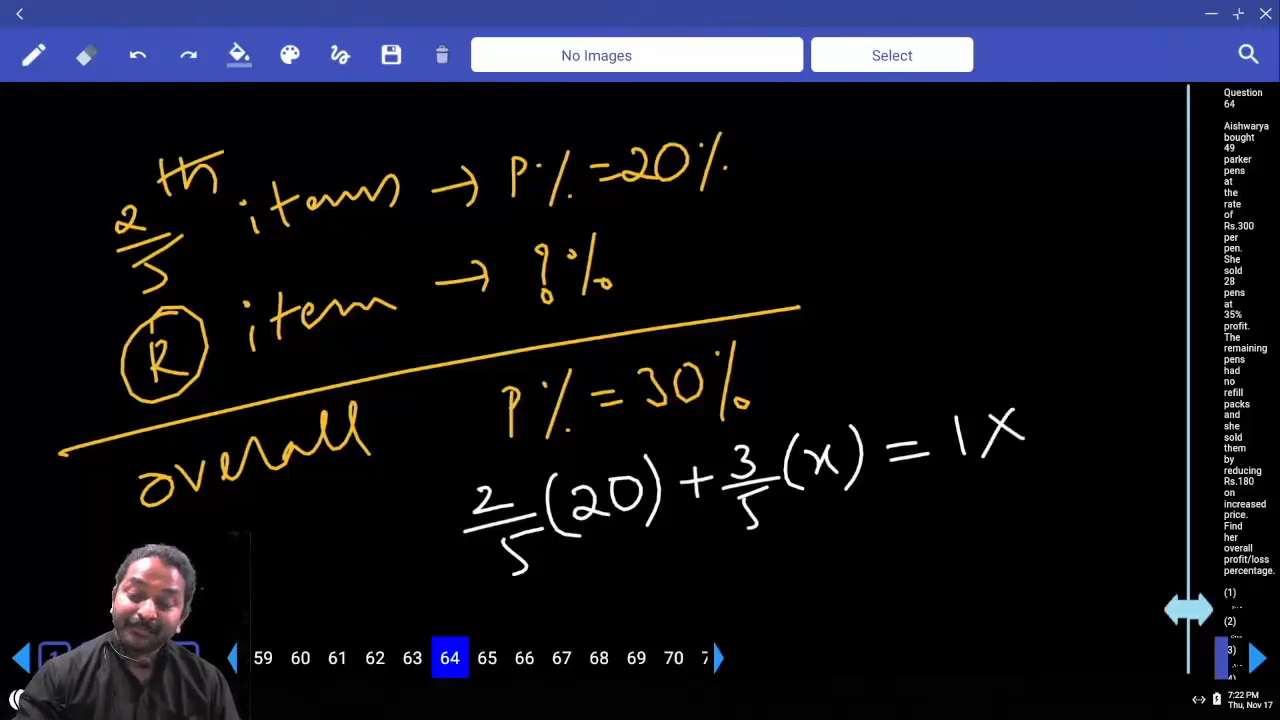 No Images
Select
2/5 th items → P% = 20%
R item → ?%
overall P% = 30%
2/5 (20) + 3/5 (x) = 1 X
Question
64
Aishwarya
bought
49
parker
pens
at
the
rate
of
Rs.300
per
pen.
She
sold
28
pens
at
35%
profit.
The
remaining
pens
had
no
refill
packs
and
she
sold
them
by
reducing
Rs.180
on
increased
price.
Find
her
overall
profit/loss
percentage.
(1)
(2)
3)
59 60 61 62 63 64 65 66 67 68 69 70
7:22 PM
Thu, Nov 17